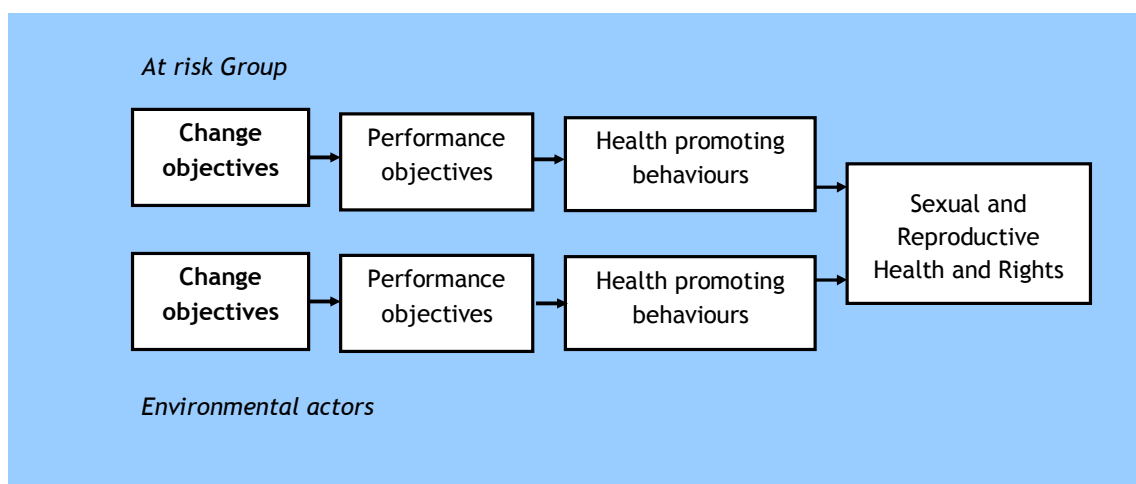 At risk Group
Change
objectives
Performance
objectives
Health promoting
behaviours
Sexual and
Reproductive
Health and Rights
Change
objectives
Performance
objectives
Health promoting
behaviours
Environmental actors